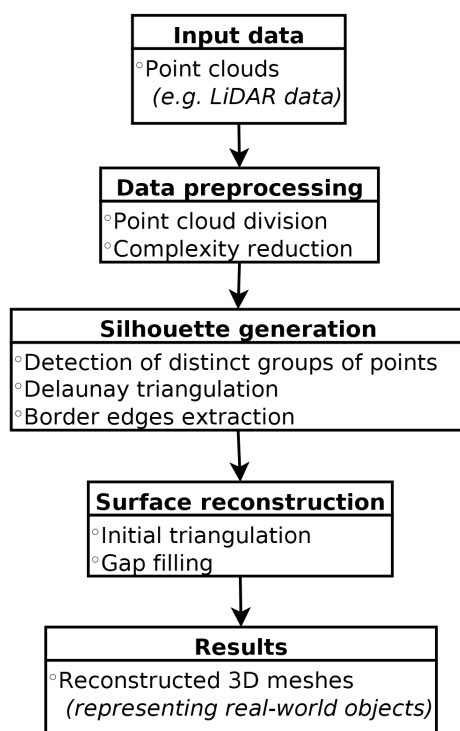 Input data
◦Point clouds
(e.g. LiDAR data)
Data preprocessing
◦Point cloud division
◦Complexity reduction
Silhouette generation
◦Detection of distinct groups of points
◦Delaunay triangulation
◦Border edges extraction
Surface reconstruction
◦Initial triangulation
◦Gap filling
Results
◦Reconstructed 3D meshes
(representing real-world objects)